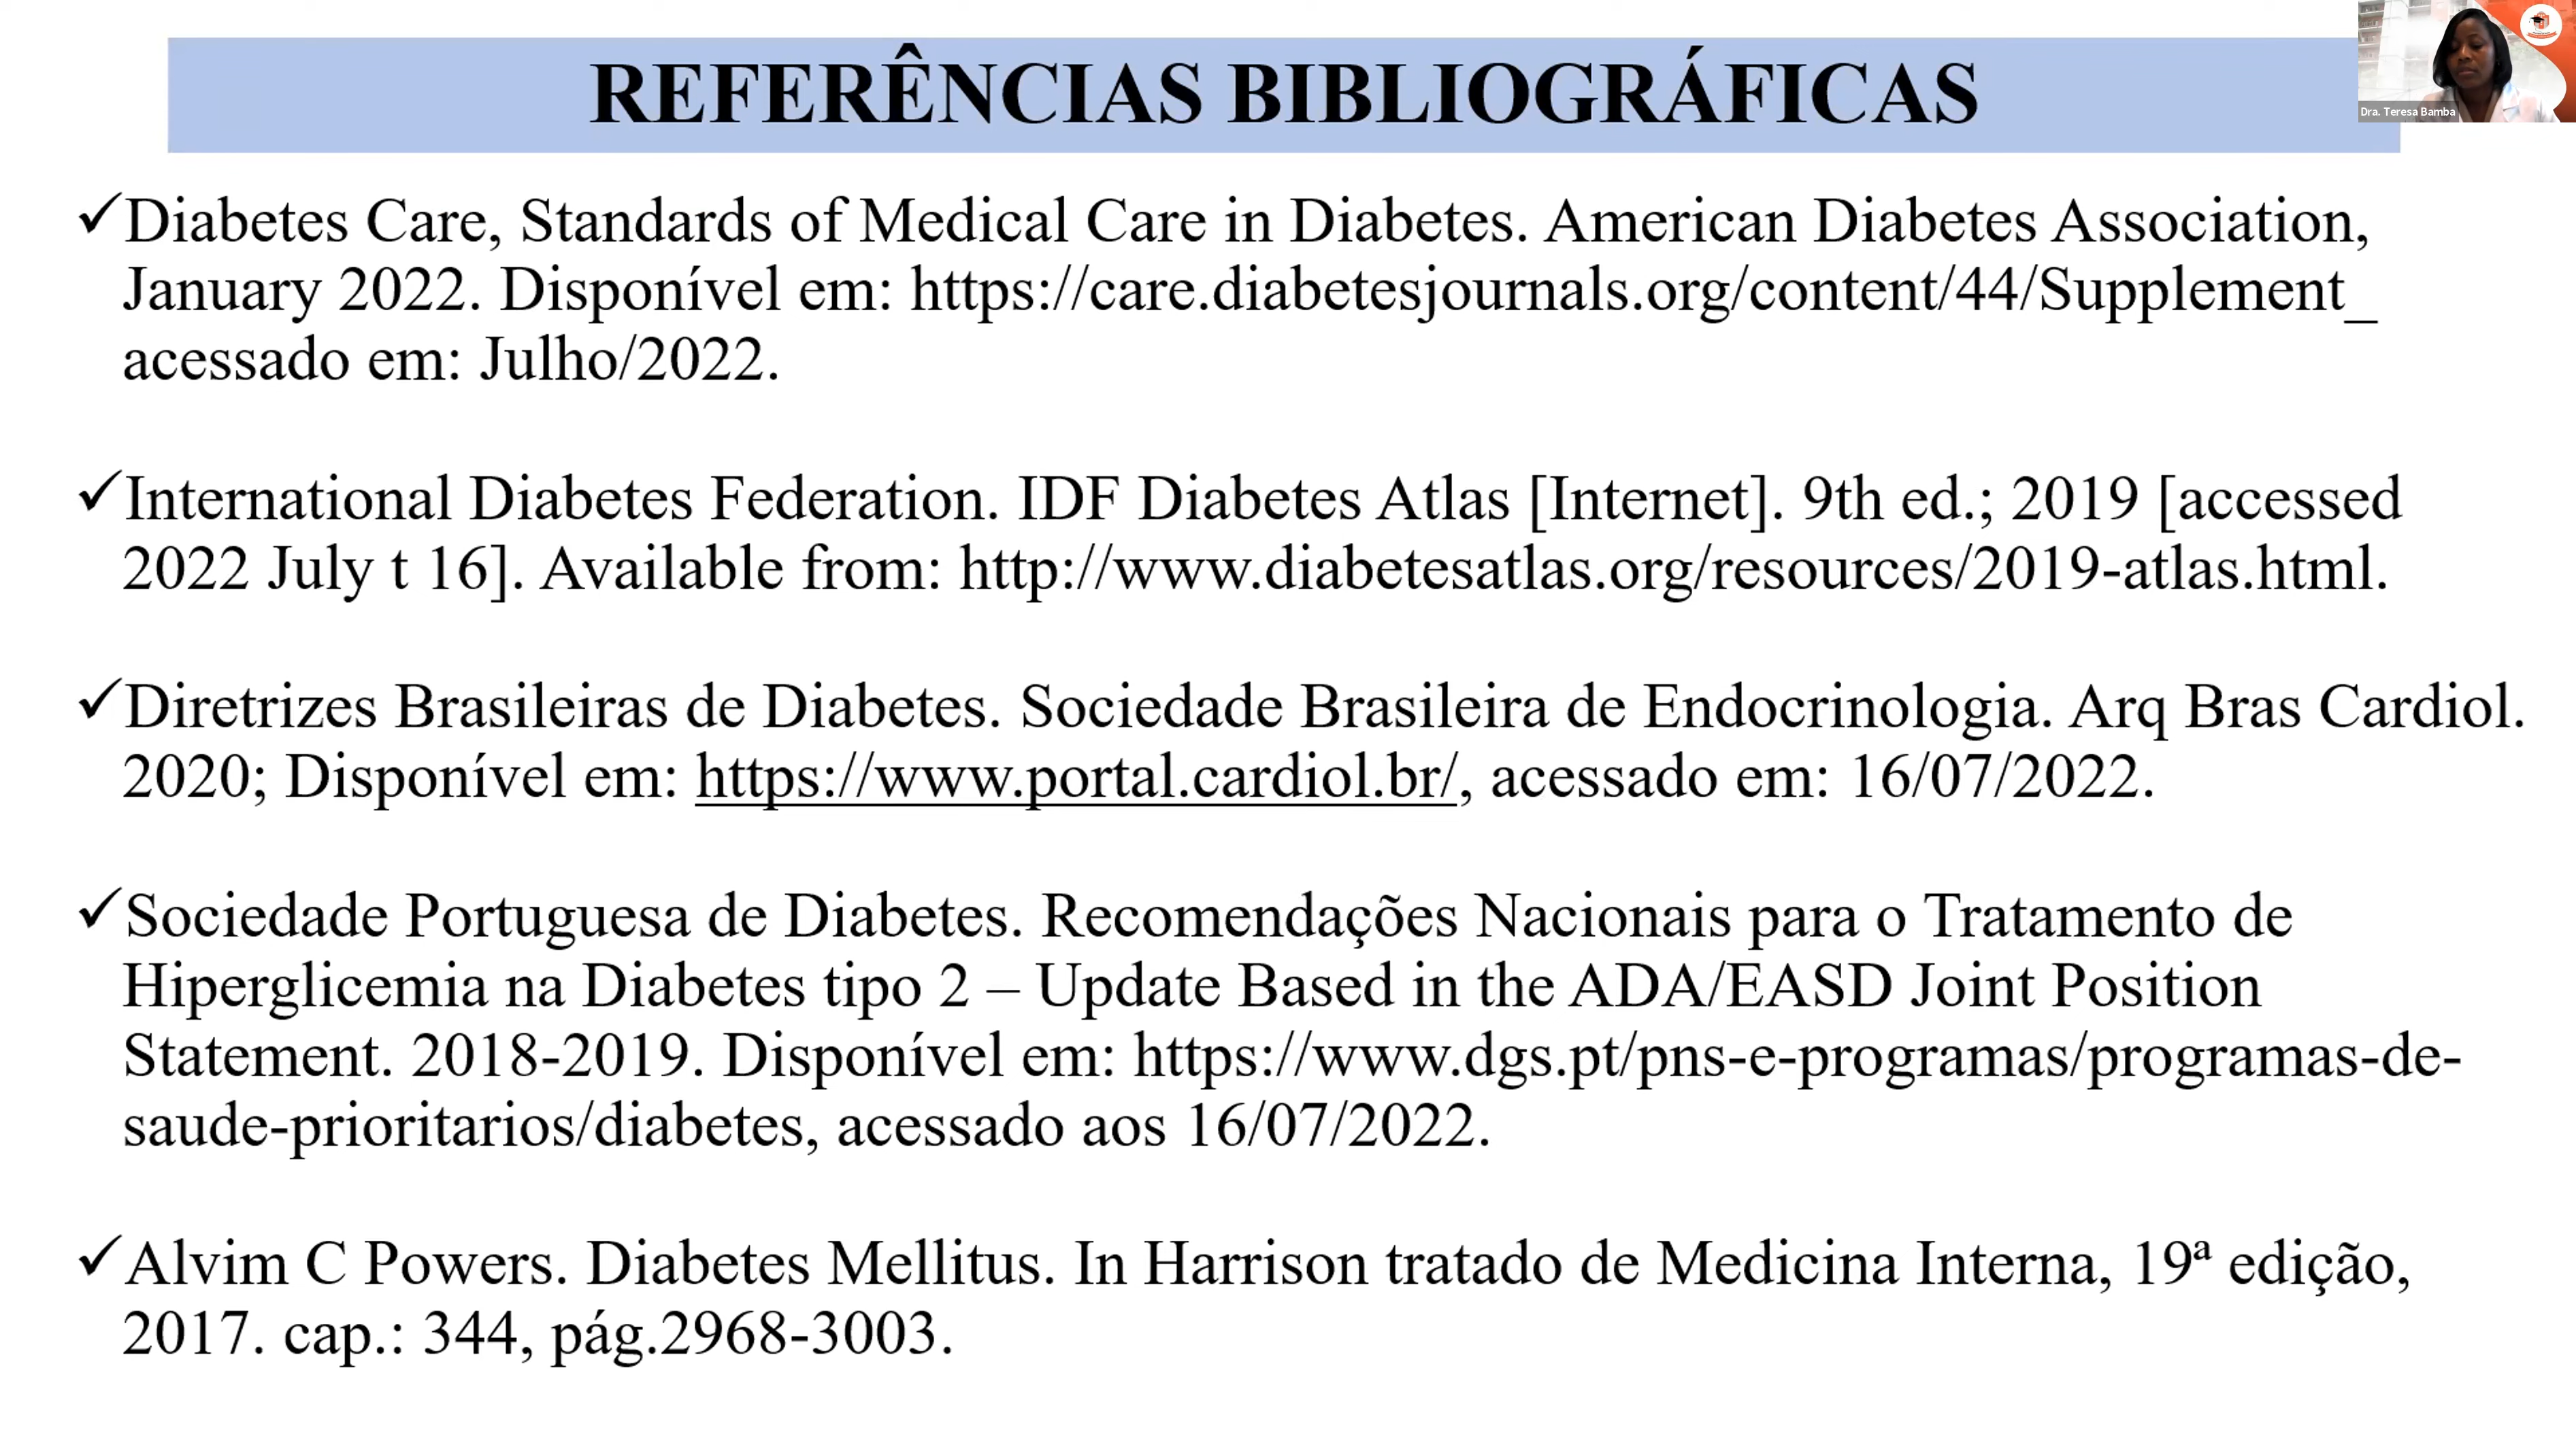 REFERÊNCIAS BIBLIOGRÁFICAS
Dra. Teresa Bamba
✓Diabetes Care, Standards of Medical Care in Diabetes. American Diabetes Association,
January 2022. Disponível em: https://care.diabetesjournals.org/content/44/Supplement_
acessado em: Julho/2022.
✓International Diabetes Federation. IDF Diabetes Atlas [Internet]. 9th ed.; 2019 [accessed
2022 July t 16]. Available from: http://www.diabetesatlas.org/resources/2019-atlas.html.
✓Diretrizes Brasileiras de Diabetes. Sociedade Brasileira de Endocrinologia. Arq Bras Cardiol.
2020; Disponível em: https://www.portal.cardiol.br/, acessado em: 16/07/2022.
✓Sociedade Portuguesa de Diabetes. Recomendações Nacionais para o Tratamento de
Hiperglicemia na Diabetes tipo 2 – Update Based in the ADA/EASD Joint Position
Statement. 2018-2019. Disponível em: https://www.dgs.pt/pns-e-programas/programas-de-
saude-prioritarios/diabetes, acessado aos 16/07/2022.
✓Alvim C Powers. Diabetes Mellitus. In Harrison tratado de Medicina Interna, 19ª edição,
2017. cap.: 344, pág.2968-3003.